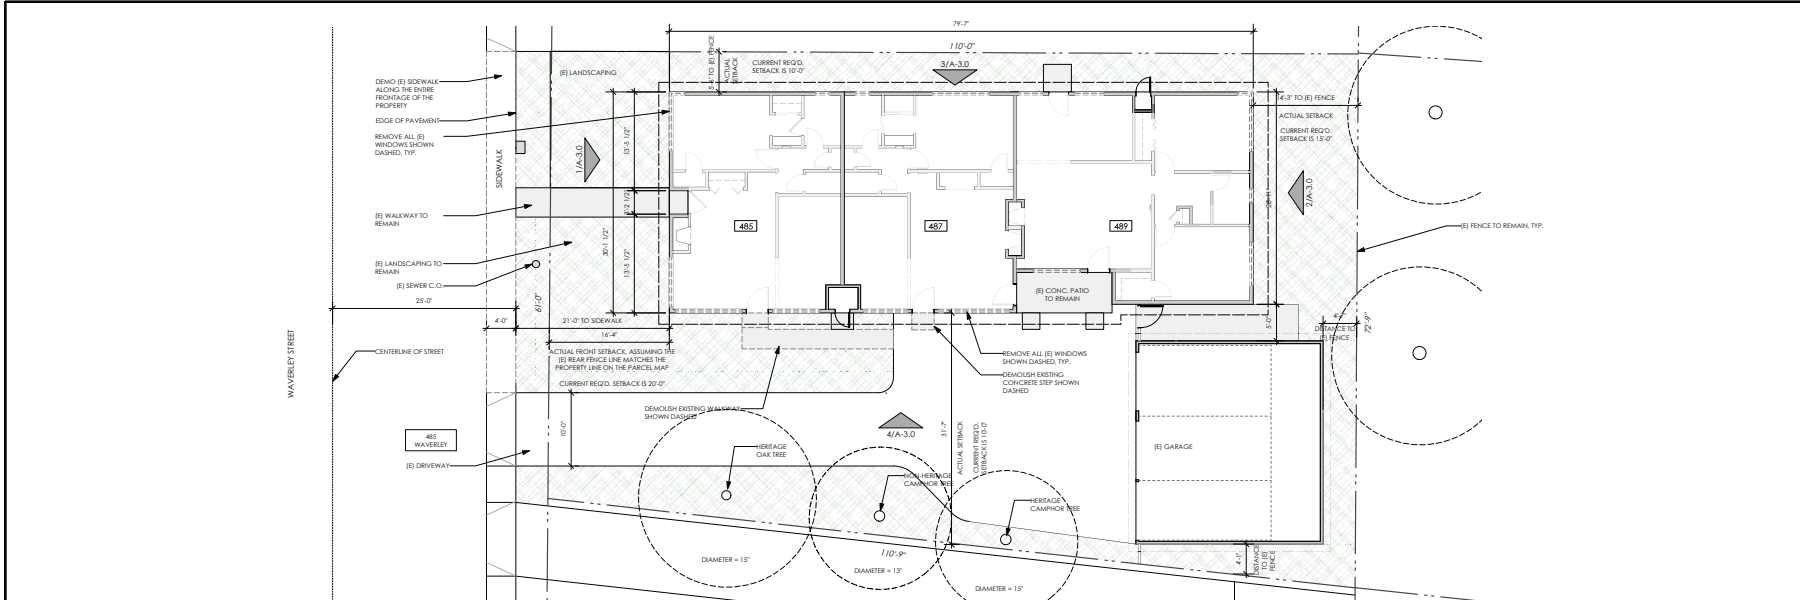 79'-7"
110'-0"
DEMO (E) SIDEWALK
ALONG THE ENTIRE
FRONTAGE OF THE
PROPERTY
EDGE OF PAVEMENT
REMOVE ALL (E)
WINDOWS SHOWN
DASHED, TYP.
(E) WALKWAY TO
REMAIN
(E) LANDSCAPING TO
REMAIN
(E) SEWER C.O.
25'-0"
4'-0"
WAVERLEY STREET
CENTERLINE OF STREET
485
WAVERLEY
(E) DRIVEWAY
SIDEWALK
(E) LANDSCAPING
1/A-3.0
13'-5 1/2"
30'-1 1/2"
13'-5 1/2"
61'-0"
21'-0" TO SIDEWALK
16'-4"
ACTUAL FRONT SETBACK, ASSUMING THE
(E) REAR FENCE LINE MATCHES THE
PROPERTY LINE ON THE PARCEL MAP
CURRENT REQ'D. SETBACK IS 20'-0"
10'-0"
TO (E) FENCE
ACTUAL
SETBACK
CURRENT REQ'D.
SETBACK IS 10'-0"
3/A-3.0
485
487
489
(E) CONC. PATIO
TO REMAIN
14'-3" TO (E) FENCE
ACTUAL SETBACK
CURRENT REQ'D.
SETBACK IS 15'-0"
2/A-3.0
(E) FENCE TO REMAIN, TYP.
5'-0"
DISTANCE TO
(E) FENCE
72'-9"
REMOVE ALL (E) WINDOWS
SHOWN DASHED, TYP.
DEMOLISH EXISTING
CONCRETE STEP SHOWN
DASHED
DEMOLISH EXISTING WALKWAY
SHOWN DASHED
4/A-3.0
31'-7"
ACTUAL SETBACK
CURRENT REQ'D.
SETBACK IS 10'-0"
HERITAGE
OAK TREE
NON-HERITAGE
CAMPHOR TREE
HERITAGE
CAMPHOR TREE
(E) GARAGE
DIAMETER = 15"
110'-9"
DIAMETER = 13"
DIAMETER = 15"
4'-1"
DISTANCE
TO (E)
FENCE